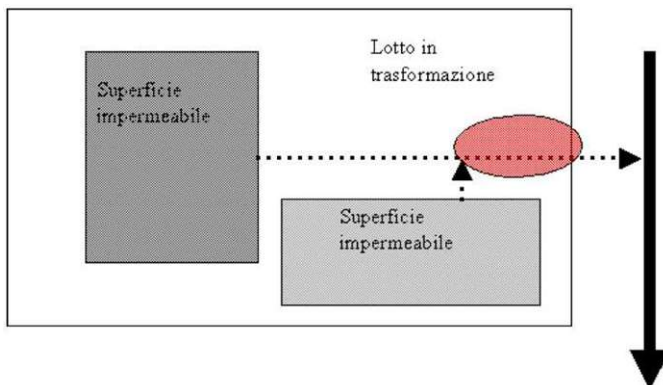 Lotto in
trasformazione
Superficie
impermeabile
Superficie
impermeabile